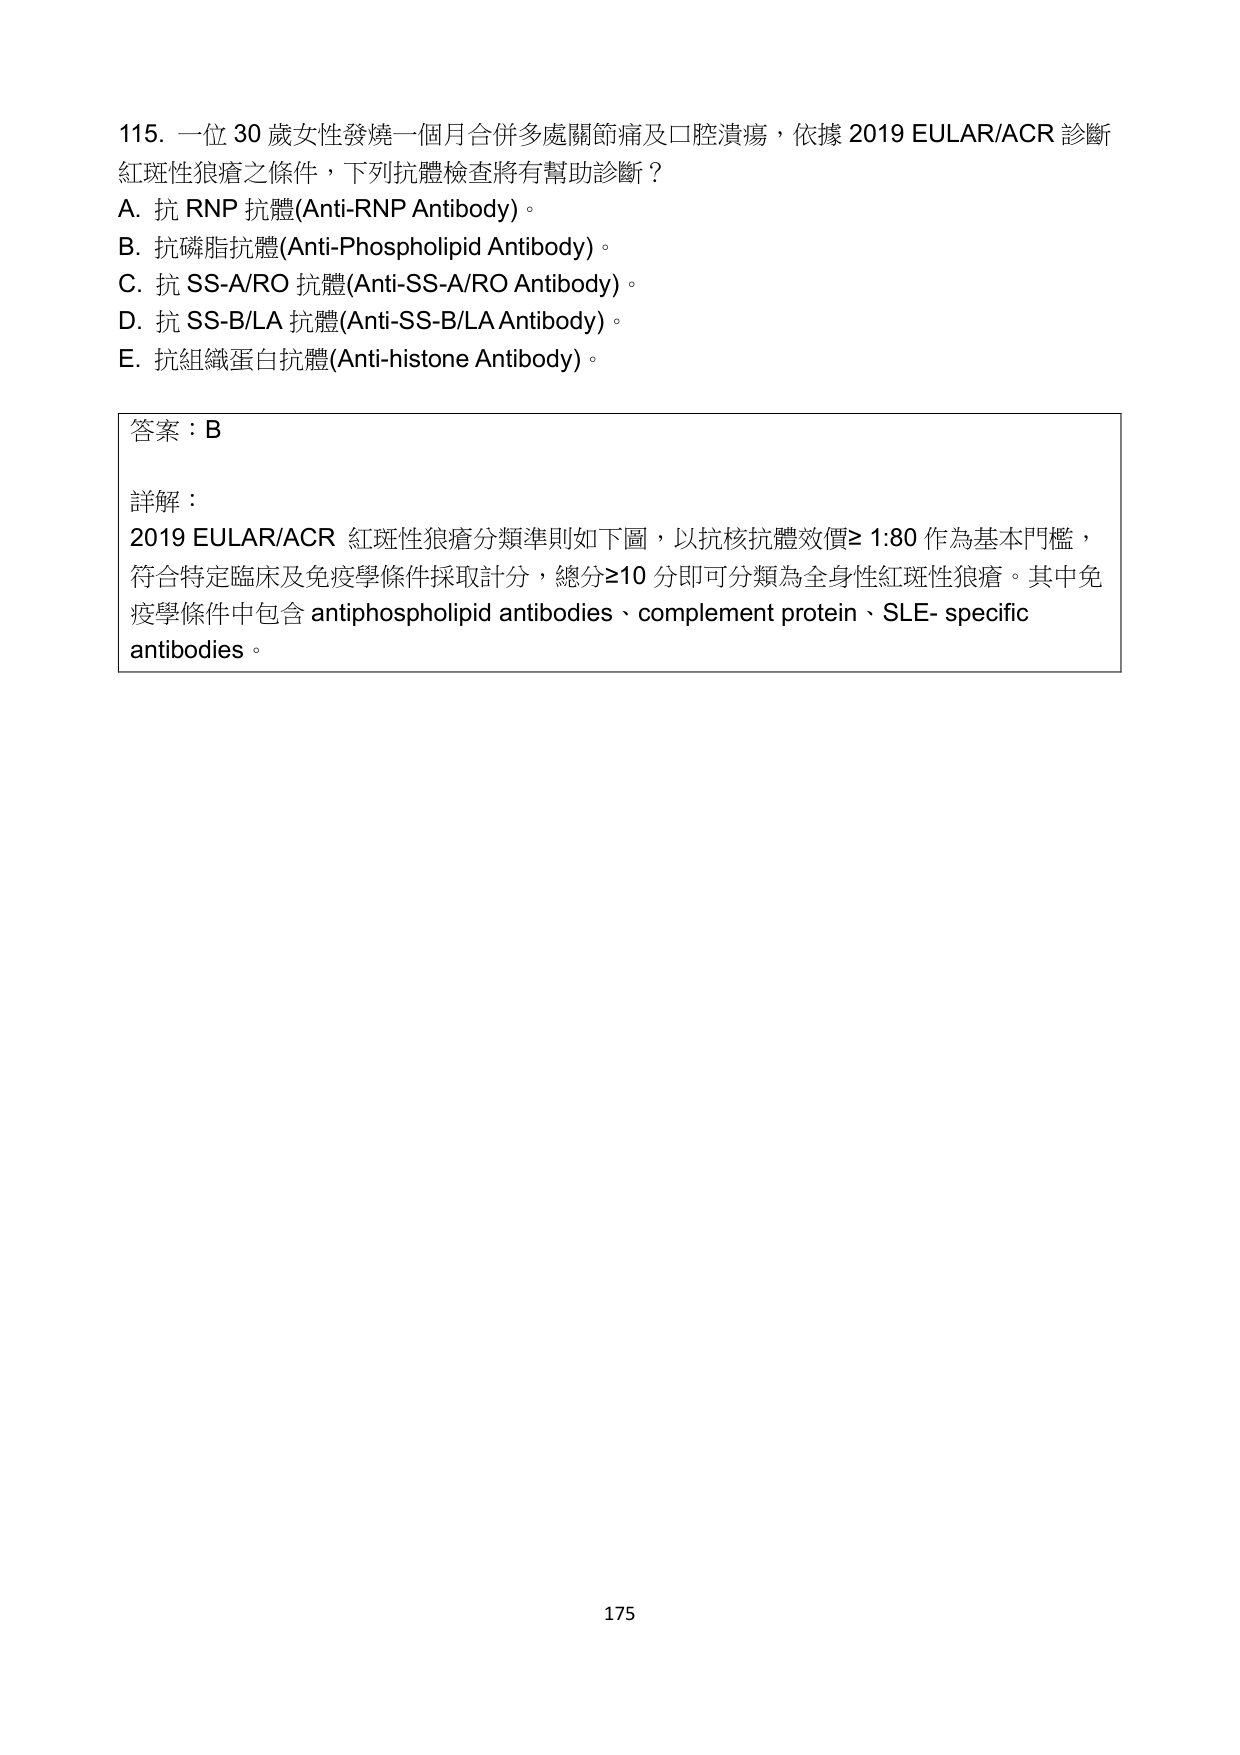 115. 一位 30 歲女性發燒一個月合併多處關節痛及口腔潰瘍，依據 2019 EULAR/ACR 診斷
紅斑性狼瘡之條件，下列抗體檢查將有幫助診斷？
A. 抗 RNP 抗體(Anti-RNP Antibody)。
B. 抗磷脂抗體(Anti-Phospholipid Antibody)。
C. 抗 SS-A/RO 抗體(Anti-SS-A/RO Antibody)。
D. 抗 SS-B/LA 抗體(Anti-SS-B/LA Antibody)。
E. 抗組織蛋白抗體(Anti-histone Antibody)。
答案：B
詳解：
2019 EULAR/ACR 紅斑性狼瘡分類準則如下圖，以抗核抗體效價≥ 1:80 作為基本門檻，
符合特定臨床及免疫學條件採取計分，總分≥10 分即可分類為全身性紅斑性狼瘡。其中免
疫學條件中包含 antiphospholipid antibodies、complement protein、SLE- specific
antibodies。
175